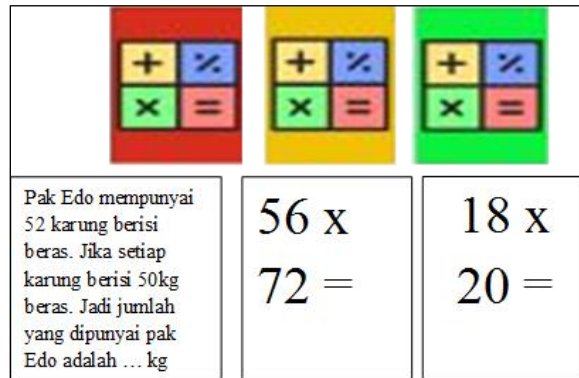 + %
× =
+ %
× =
+ %
× =
Pak Edo mempunyai
52 karung berisi
beras. Jika setiap
karung berisi 50kg
beras. Jadi jumlah
yang dipunyai pak
Edo adalah … kg
56 x
72 =
18 x
20 =